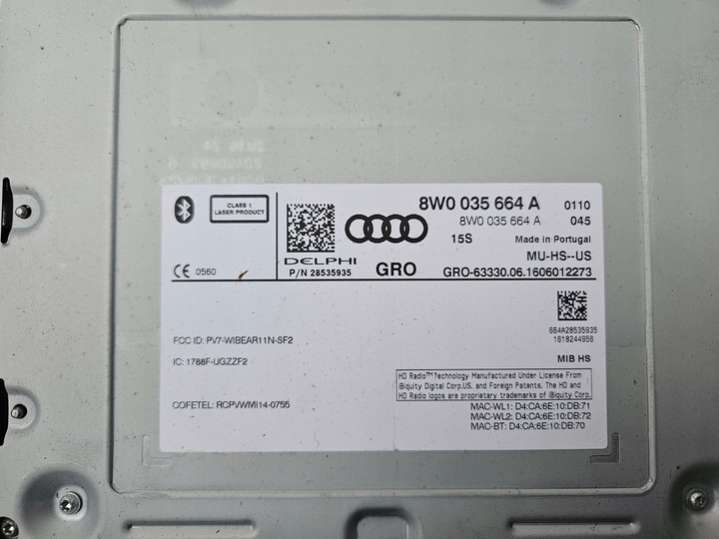 CLASS 1
LASER PRODUCT
8W0 035 664 A 0110
8W0 035 664 A 045
15S Made in Portugal
DELPHI
MU-HS--US
CE 0560
P/N 28535935
GRO
GRO-63330.06.1606012273
664A28535935
1618244956
FCC ID: PV7-WIBEAR11N-SF2
IC: 1788F-UGZZF2
MIB HS
HD Radio™Technology Manufactured Under License From
iBiquity Digital Corp.US. and Foreign Patents. The HD and
HD Radio logos are proprietary trademarks of iBiquity Corp.
COFETEL: RCPVWMI14-0755
MAC-WL1: D4:CA:6E:10:DB:71
MAC-WL2: D4:CA:6E:10:DB:72
MAC-BT: D4:CA:6E:10:DB:70